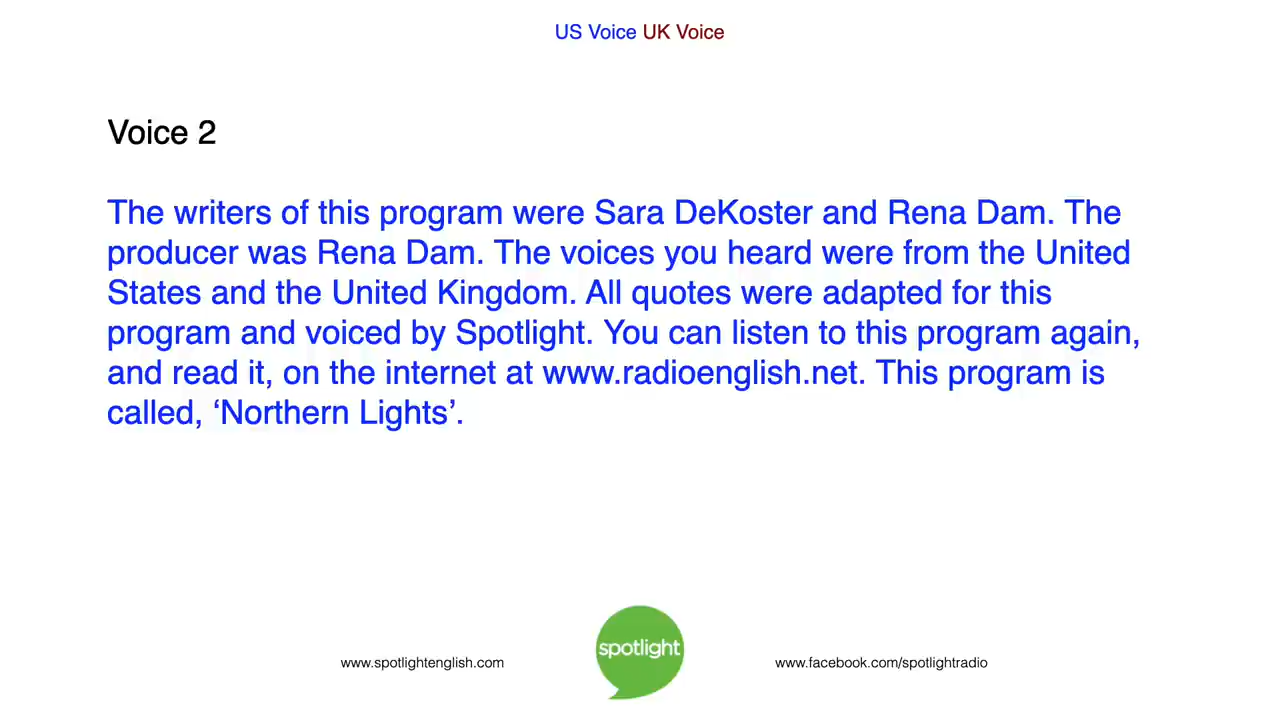 US Voice UK Voice
Voice 2
The writers of this program were Sara DeKoster and Rena Dam. The
producer was Rena Dam. The voices you heard were from the United
States and the United Kingdom. All quotes were adapted for this
program and voiced by Spotlight. You can listen to this program again,
and read it, on the internet at www.radioenglish.net. This program is
called, ‘Northern Lights’.
www.spotlightenglish.com
spotlight
www.facebook.com/spotlightradio